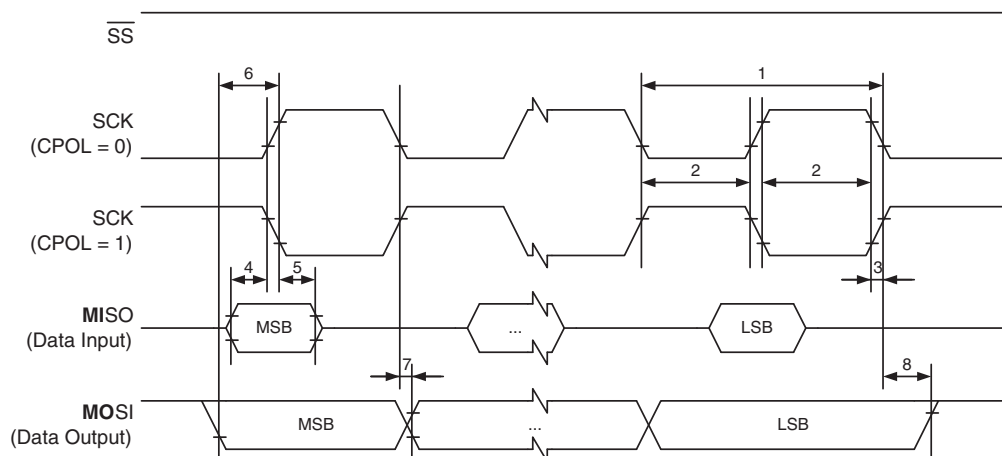 SS
6
1
SCK
(CPOL = 0)
2
2
SCK
(CPOL = 1)
4
5
3
MISO
(Data Input)
MSB
...
LSB
7
8
MOSI
(Data Output)
MSB
...
LSB